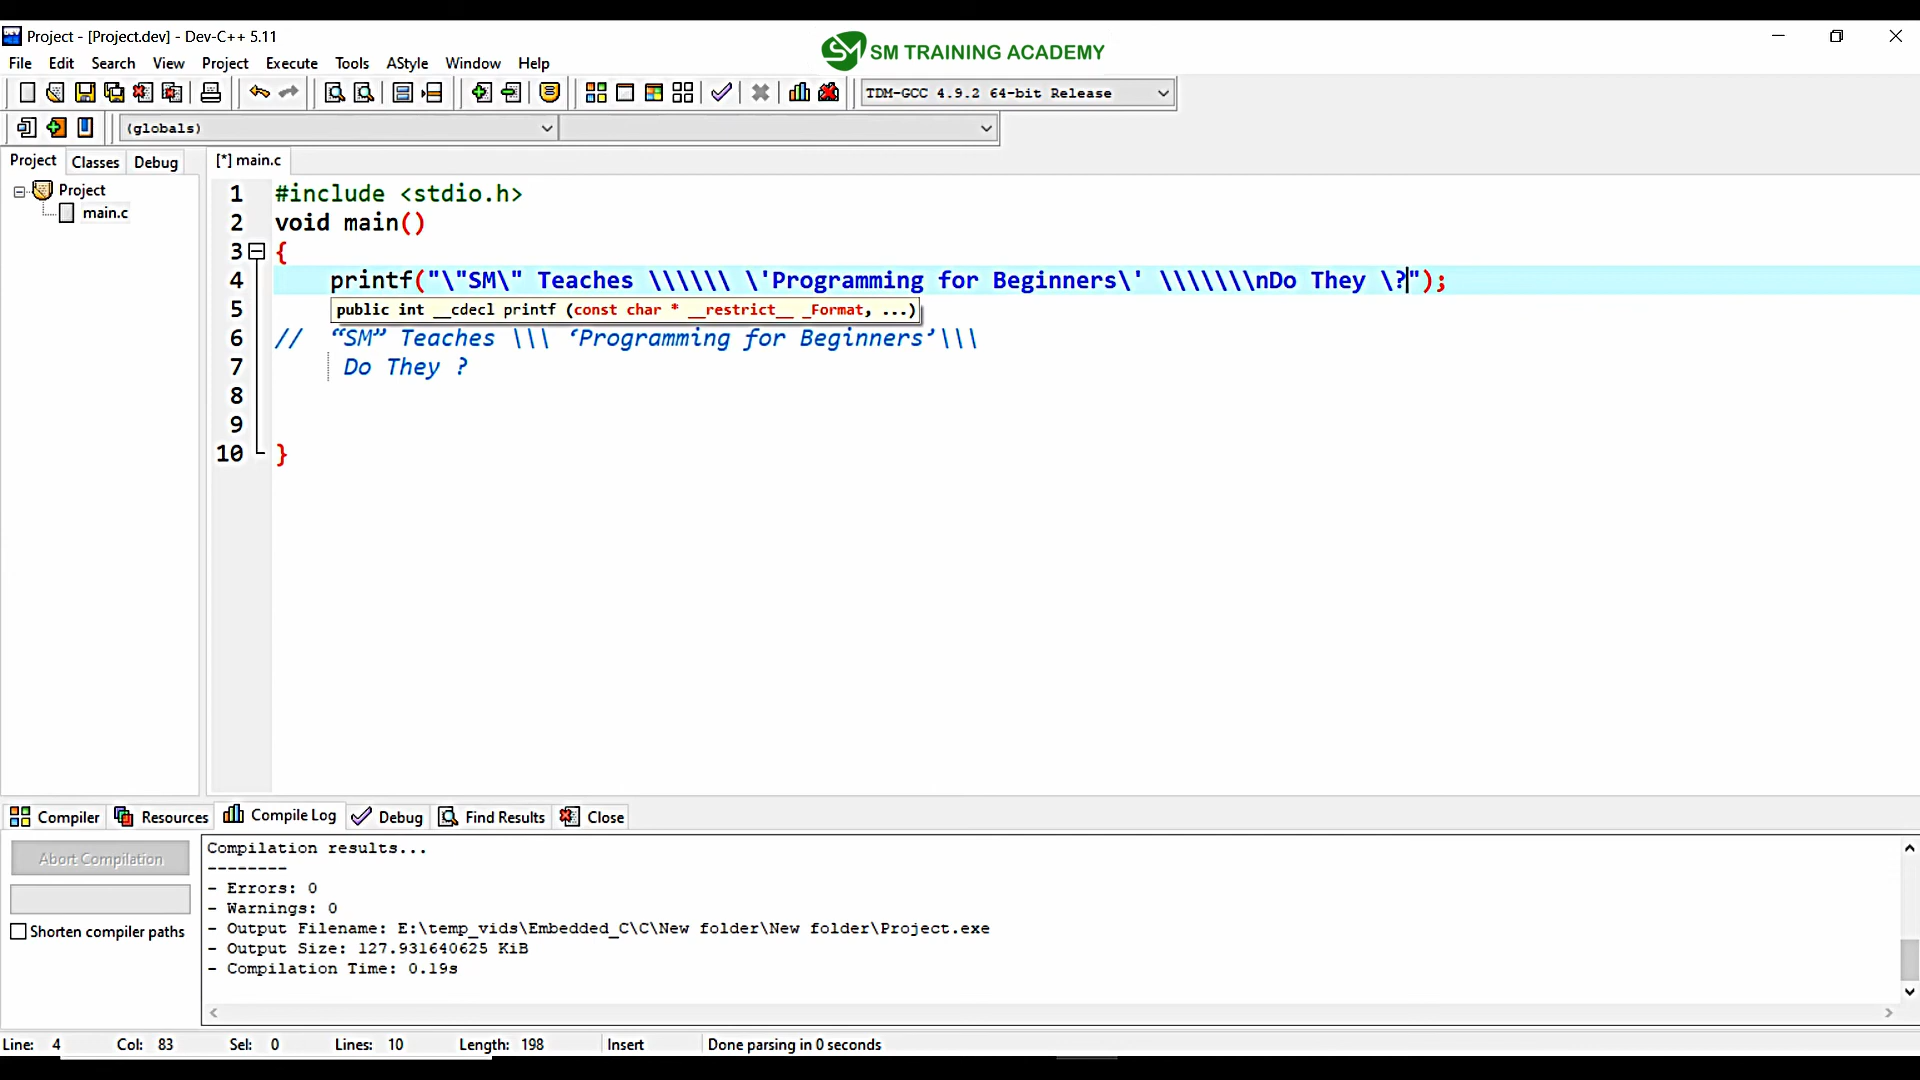 Project - [Project.dev] - Dev-C++ 5.11
SM SM TRAINING ACADEMY
File Edit Search View Project Execute Tools AStyle Window Help
TDM-GCC 4.9.2 64-bit Release
(globals)
Project Classes Debug
[*] main.c
Project
main.c
1 #include <stdio.h>
2 void main()
3 {
4 printf("\"SM\" Teaches \\\\\\ \'Programming for Beginners\' \\\\\\\nDo They \?");
5 public int __cdecl printf (const char * __restrict__ _Format, ...)
6 // “SM” Teaches \\\ ‘Programming for Beginners’\\\
7 Do They ?
8
9
10 }
Compiler Resources Compile Log Debug Find Results Close
Abort Compilation
Shorten compiler paths
Compilation results...
--------
- Errors: 0
- Warnings: 0
- Output Filename: E:\temp_vids\Embedded_C\C\New folder\New folder\Project.exe
- Output Size: 127.931640625 KiB
- Compilation Time: 0.19s
Line: 4 Col: 83 Sel: 0 Lines: 10 Length: 198 Insert Done parsing in 0 seconds